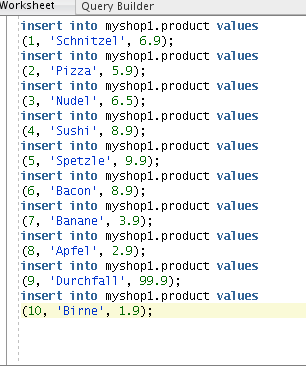 Worksheet Query Builder
insert into myshop1.product values
(1, 'Schnitzel', 6.9);
insert into myshop1.product values
(2, 'Pizza', 5.9);
insert into myshop1.product values
(3, 'Nudel', 6.5);
insert into myshop1.product values
(4, 'Sushi', 8.9);
insert into myshop1.product values
(5, 'Spetzle', 9.9);
insert into myshop1.product values
(6, 'Bacon', 8.9);
insert into myshop1.product values
(7, 'Banane', 3.9);
insert into myshop1.product values
(8, 'Apfel', 2.9);
insert into myshop1.product values
(9, 'Durchfall', 99.9);
insert into myshop1.product values
(10, 'Birne', 1.9);